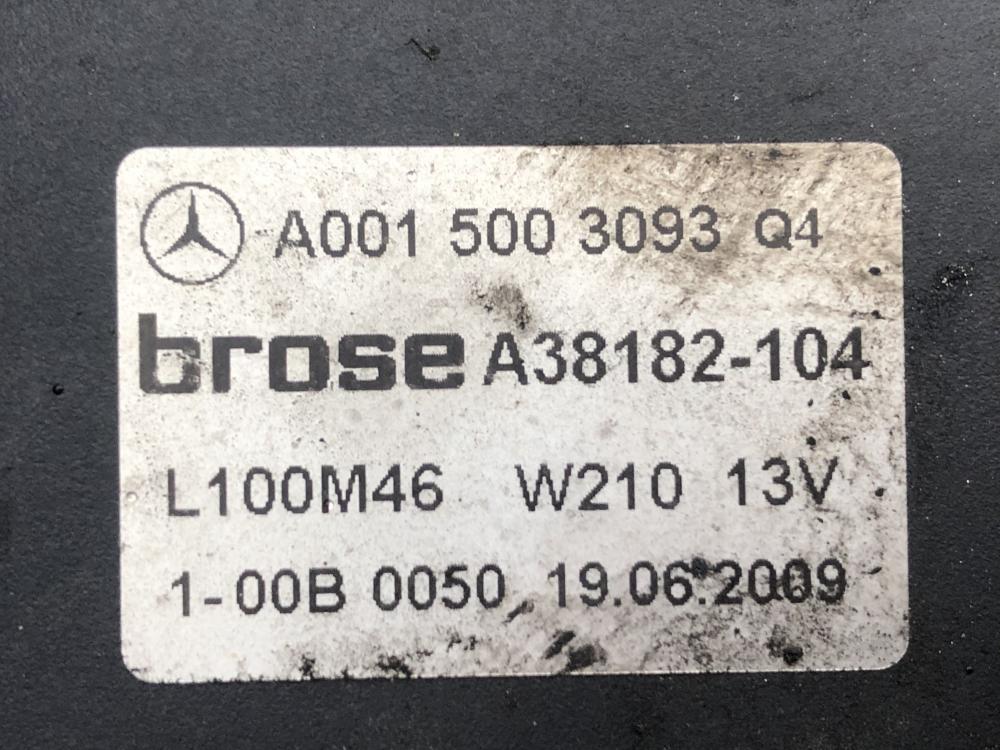 A001 500 3093 Q4
brose A38182-104
L100M46 W210 13V
1-00B 0050 19.06.2009